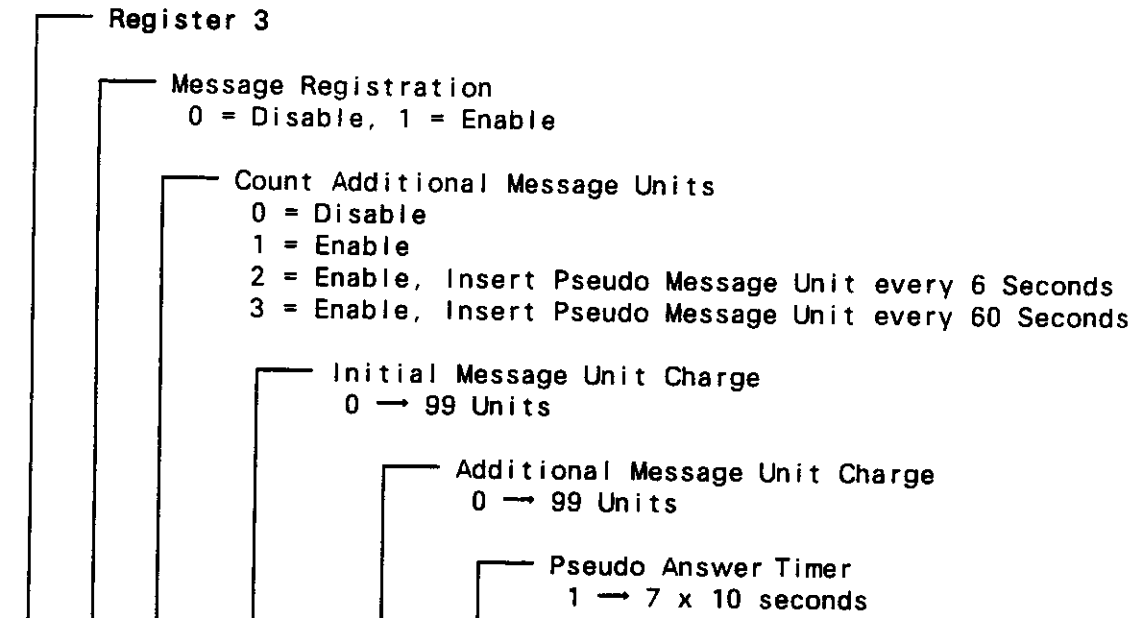 Register 3
Message Registration
0 = Disable, 1 = Enable
Count Additional Message Units
0 = Disable
1 = Enable
2 = Enable, Insert Pseudo Message Unit every 6 Seconds
3 = Enable, Insert Pseudo Message Unit every 60 Seconds
Initial Message Unit Charge
0 → 99 Units
Additional Message Unit Charge
0 → 99 Units
Pseudo Answer Timer
1 → 7 x 10 seconds